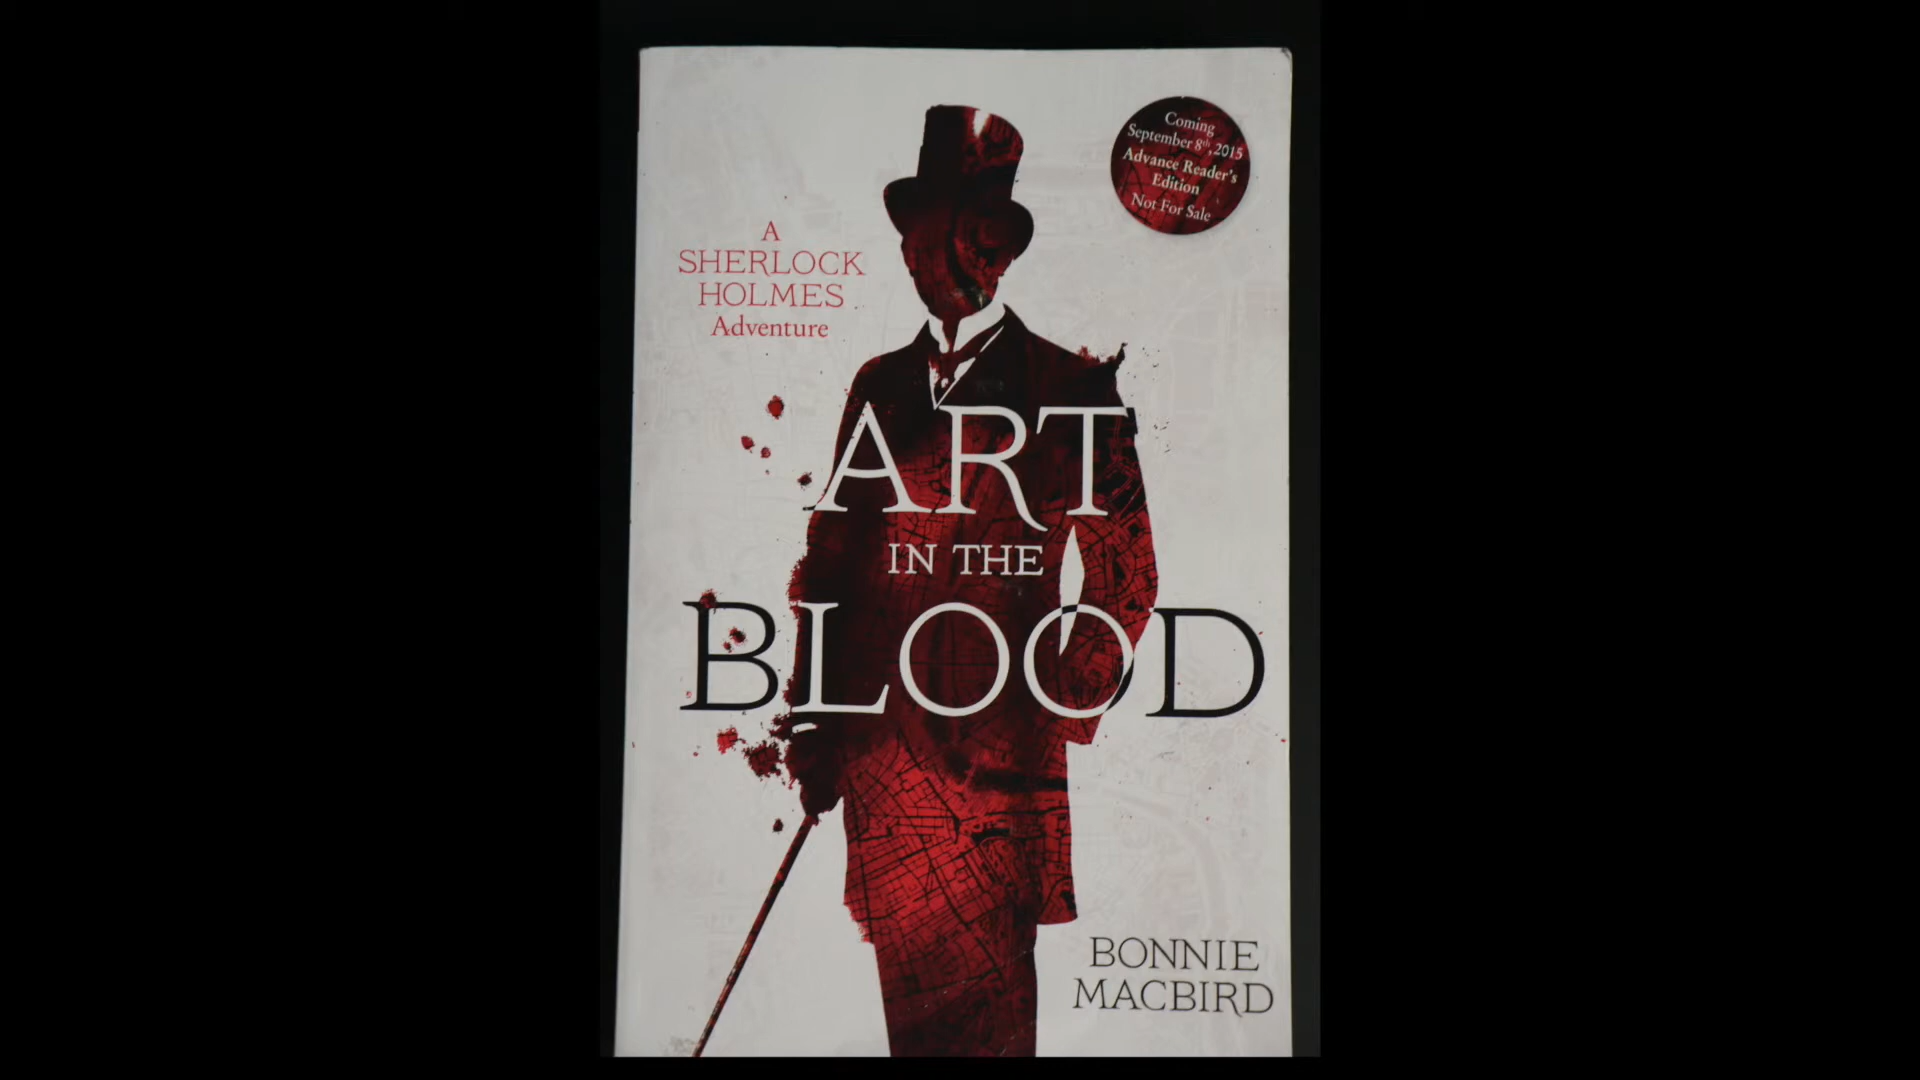 Coming
September 8th, 2015
Advance Reader's
Edition
Not For Sale
A
SHERLOCK
HOLMES
Adventure
ART
IN THE
BLOOD
BONNIE
MACBIRD